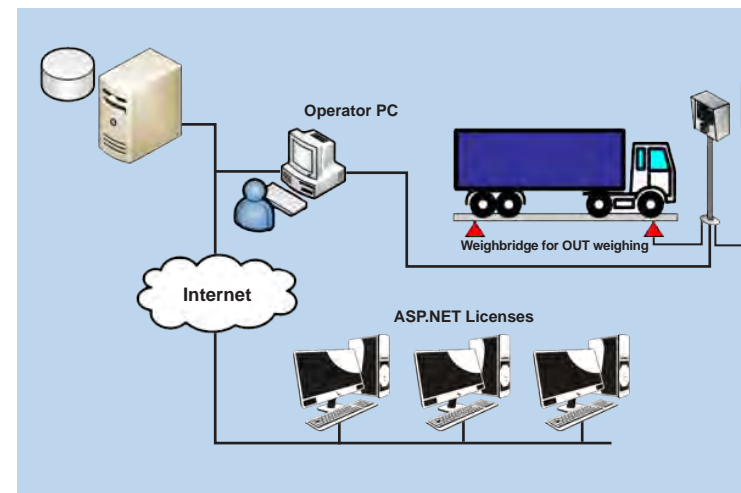 Operator PC
Weighbridge for OUT weighing
Internet
ASP.NET Licenses